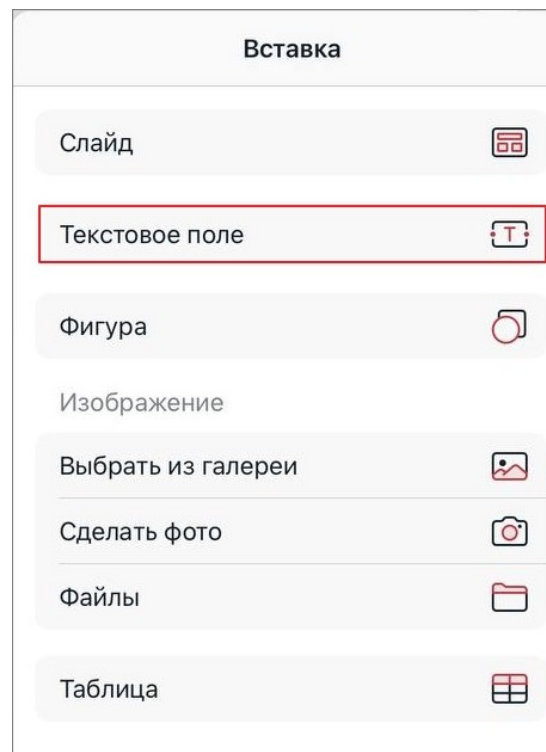 Вставка
Слайд
Текстовое поле
T
Фигура
Изображение
Выбрать из галереи
Сделать фото
Файлы
Таблица